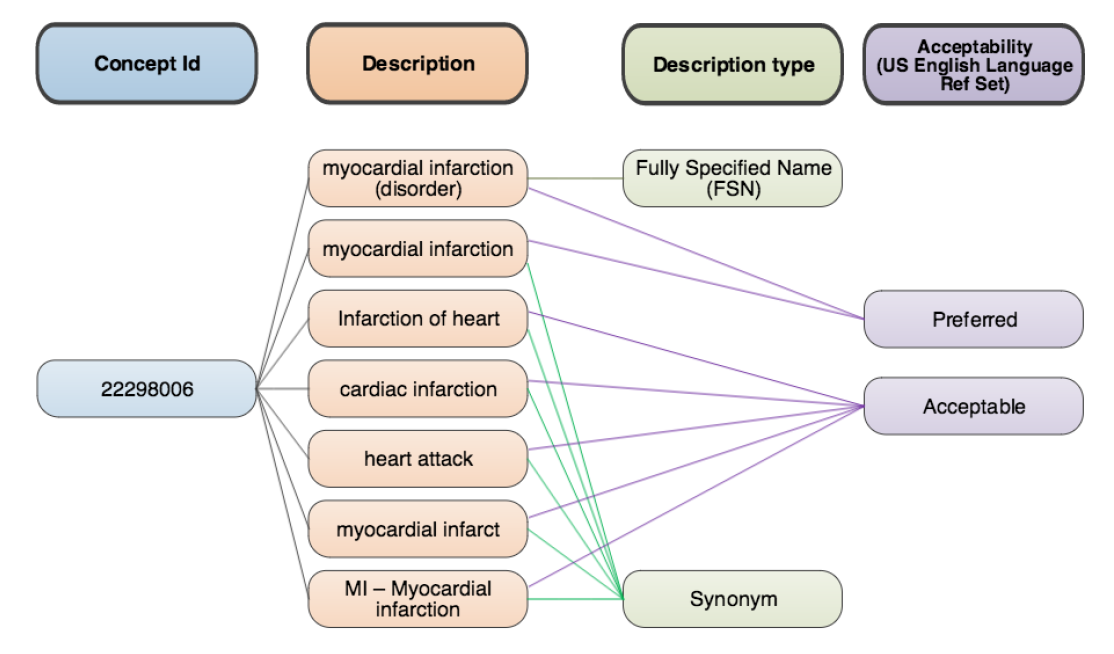 Concept Id
Description
Description type
Acceptability
(US English Language
Ref Set)
myocardial infarction
(disorder)
Fully Specified Name
(FSN)
myocardial infarction
Infarction of heart
Preferred
22298006
cardiac infarction
Acceptable
heart attack
myocardial infarct
MI – Myocardial
infarction
Synonym